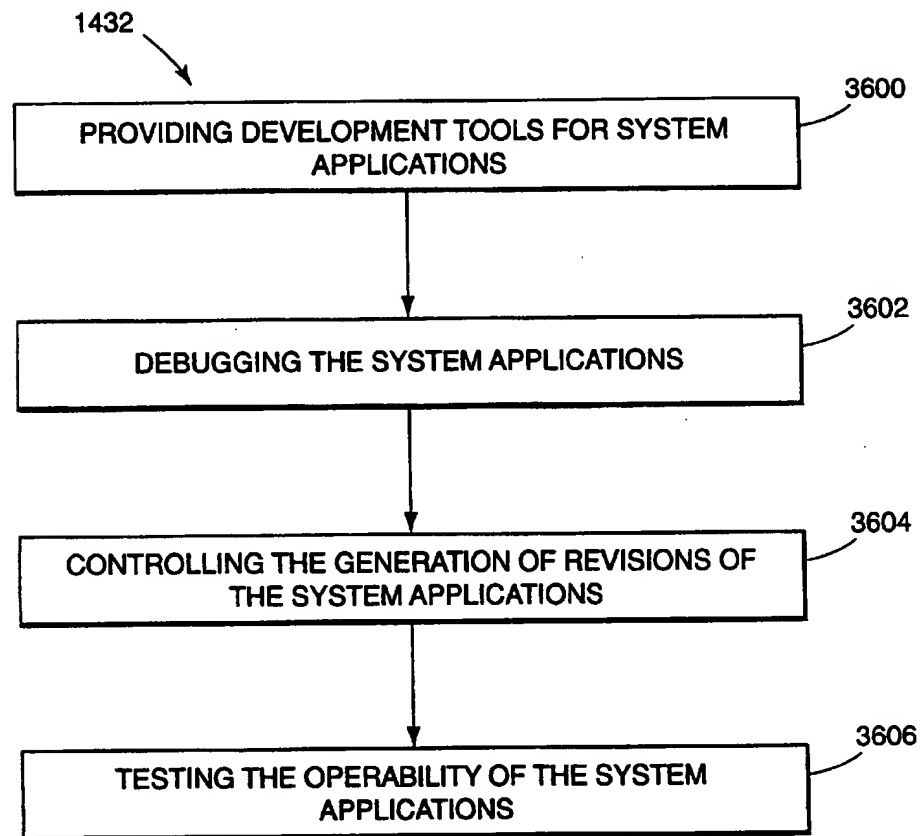 1432
3600
PROVIDING DEVELOPMENT TOOLS FOR SYSTEM
APPLICATIONS
3602
DEBUGGING THE SYSTEM APPLICATIONS
3604
CONTROLLING THE GENERATION OF REVISIONS OF
THE SYSTEM APPLICATIONS
3606
TESTING THE OPERABILITY OF THE SYSTEM
APPLICATIONS